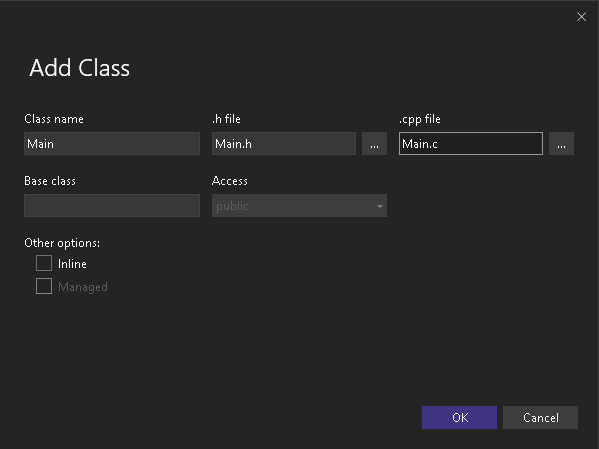 Add Class
Class name .h file .cpp file
Main Main.h ... Main.c ...
Base class Access
public
Other options:
Inline
Managed
OK Cancel